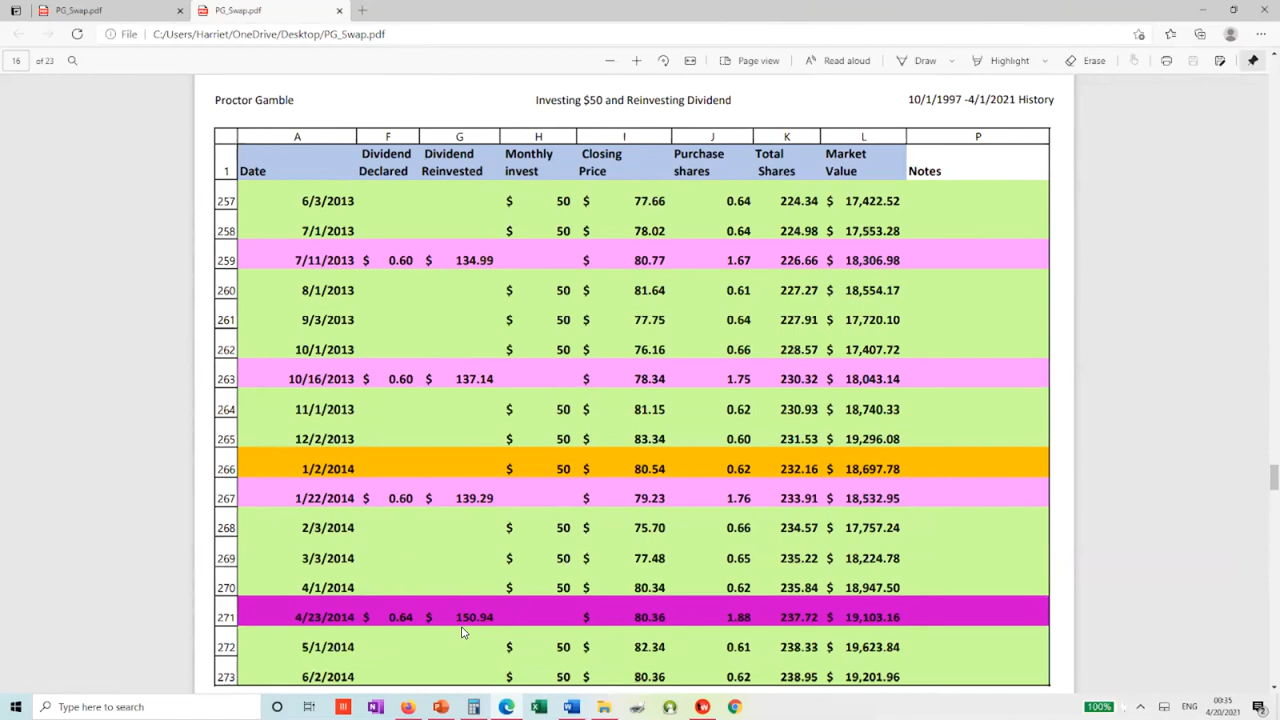 PG_Swap.pdf
PG_Swap.pdf
File C:/Users/Harriet/OneDrive/Desktop/PG_Swap.pdf
16 of 23 Page view Read aloud Draw Highlight Erase
Proctor Gamble Investing $50 and Reinvesting Dividend 10/1/1997 -4/1/2021 History
A F G H I J K L P
Dividend Dividend Monthly Closing Purchase Total Market
1 Date Declared Reinvested invest Price shares Shares Value Notes
257 6/3/2013 $ 50 $ 77.66 0.64 224.34 $ 17,422.52
258 7/1/2013 $ 50 $ 78.02 0.64 224.98 $ 17,553.28
259 7/11/2013 $ 0.60 $ 134.99 $ 80.77 1.67 226.66 $ 18,306.98
260 8/1/2013 $ 50 $ 81.64 0.61 227.27 $ 18,554.17
261 9/3/2013 $ 50 $ 77.75 0.64 227.91 $ 17,720.10
262 10/1/2013 $ 50 $ 76.16 0.66 228.57 $ 17,407.72
263 10/16/2013 $ 0.60 $ 137.14 $ 78.34 1.75 230.32 $ 18,043.14
264 11/1/2013 $ 50 $ 81.15 0.62 230.93 $ 18,740.33
265 12/2/2013 $ 50 $ 83.34 0.60 231.53 $ 19,296.08
266 1/2/2014 $ 50 $ 80.54 0.62 232.16 $ 18,697.78
267 1/22/2014 $ 0.60 $ 139.29 $ 79.23 1.76 233.91 $ 18,532.95
268 2/3/2014 $ 50 $ 75.70 0.66 234.57 $ 17,757.24
269 3/3/2014 $ 50 $ 77.48 0.65 235.22 $ 18,224.78
270 4/1/2014 $ 50 $ 80.34 0.62 235.84 $ 18,947.50
271 4/23/2014 $ 0.64 $ 150.94 $ 80.36 1.88 237.72 $ 19,103.16
272 5/1/2014 $ 50 $ 82.34 0.61 238.33 $ 19,623.84
273 6/2/2014 $ 50 $ 80.36 0.62 238.95 $ 19,201.96
Type here to search 100% ENG 00:35
4/20/2021